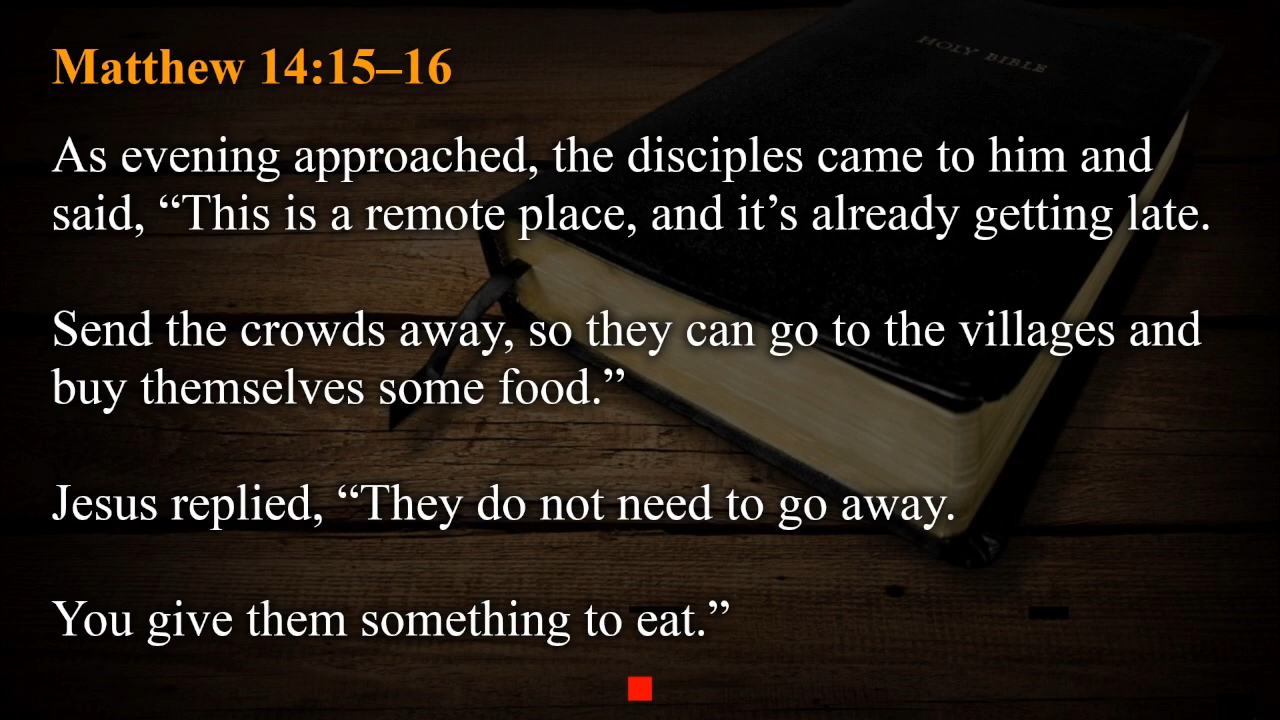 HOLY BIBLE
Matthew 14:15–16
As evening approached, the disciples came to him and
said, “This is a remote place, and it’s already getting late.
Send the crowds away, so they can go to the villages and
buy themselves some food.”
Jesus replied, “They do not need to go away.
You give them something to eat.”